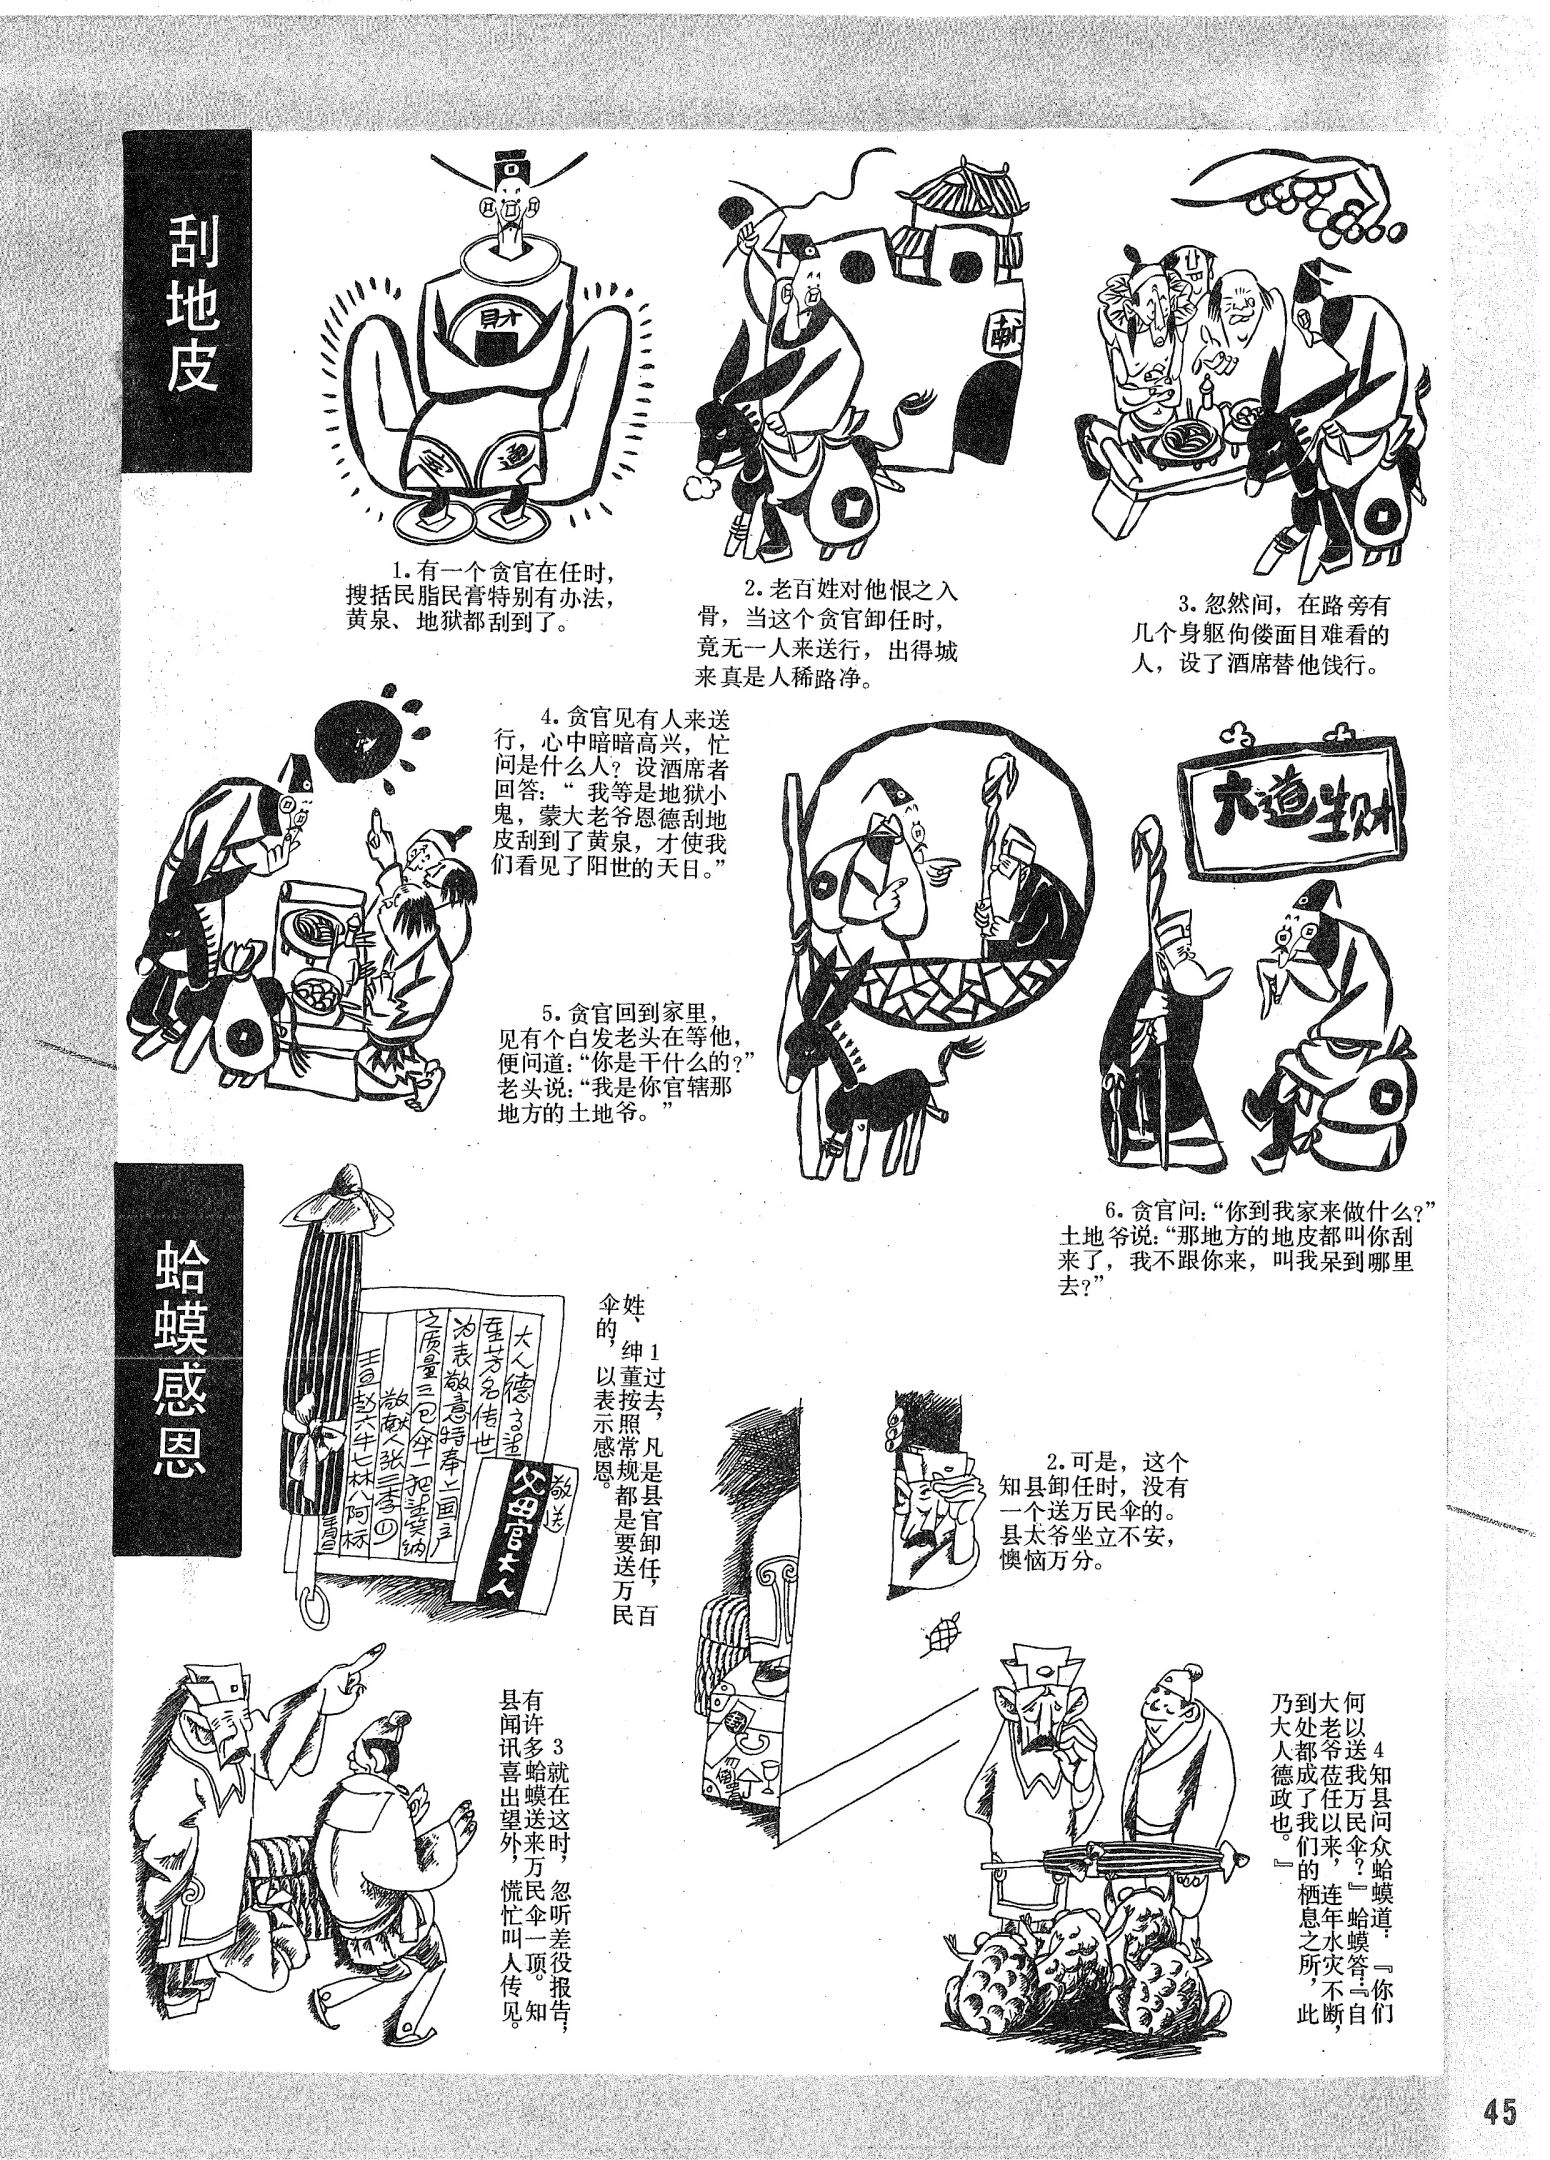 刮地皮
財
官
通
南门
1.有一个贪官在任时，
搜括民脂民膏特别有办法，
黄泉、地狱都刮到了。
2.老百姓对他恨之入
骨，当这个贪官卸任时，
竟无一人来送行，出得城
来真是人稀路净。
3.忽然间，在路旁有
几个身躯佝偻面目难看的
人，设了酒席替他饯行。
4.贪官见有人来送
行，心中暗暗高兴，忙
问是什么人？设酒席者
回答：“我等是地狱小
鬼，蒙大老爷恩德刮地
皮刮到了黄泉，才使我
们看见了阳世的天日。”
5.贪官回到家里，
见有个白发老头在等他，
便问道：“你是干什么的？”
老头说：“我是你官辖那
地方的土地爷。”
大道生财
6.贪官问：“你到我家来做什么？”
土地爷说：“那地方的地皮都叫你刮
来了，我不跟你来，叫我呆到哪里
去？”
蛤蟆感恩
大人德
至芳名传世
为表敬意特奉上国主厂
之质量三包伞一把请笑纳
敬献人张三李四
王五赵六牛七林八阿标
敬送
父母官大人
1过去，凡是县官卸任，百
姓、绅董按照常规都是要送万民
伞的，以表示感恩。
2.可是，这个
知县卸任时，没有
一个送万民伞的。
县太爷坐立不安，
懊恼万分。
3就在这时，忽听差役报告：
有许多蛤蟆送来万民伞一顶。知
县闻讯喜出望外，慌忙叫人传见。
4知县问众蛤蟆道：『你们
何以送我万民伞？』蛤蟆答：『自
大老爷莅任以来，连年水灾不断，
到处都成了我们的栖息之所，此
乃大人德政也。』
45